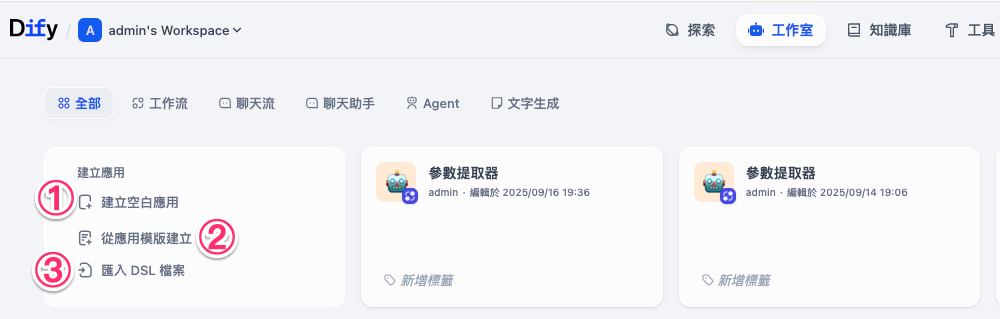 Dify / A admin's Workspace 探索 工作室 知識庫 工具
全部 工作流 聊天流 聊天助手 Agent 文字生成
建立應用
① 建立空白應用
從應用模版建立 ②
③ 匯入 DSL 檔案
參數提取器
admin · 編輯於 2025/09/16 19:36
新增標籤
參數提取器
admin · 編輯於 2025/09/14 19:06
新增標籤